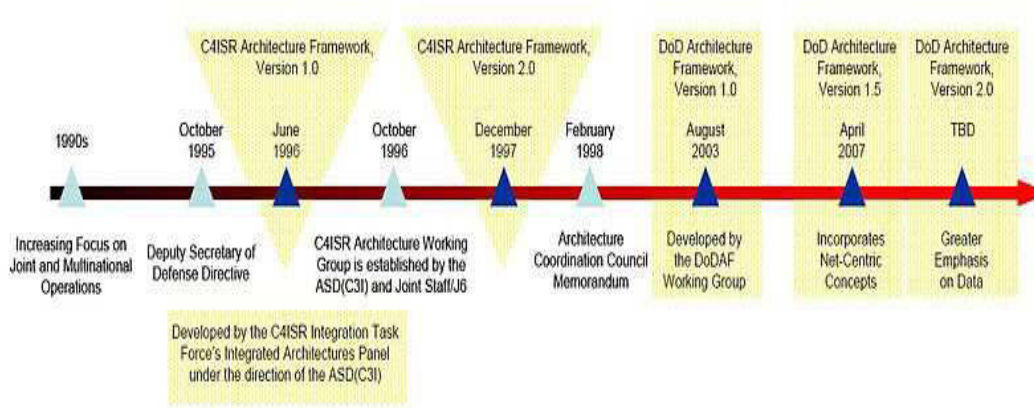 C4ISR Architecture Framework,
Version 1.0
C4ISR Architecture Framework,
Version 2.0
DoD Architecture
Framework,
Version 1.0
DoD Architecture
Framework,
Version 1.5
DoD Architecture
Framework,
Version 2.0
1990s
October
1995
June
1996
October
1996
December
1997
February
1998
August
2003
April
2007
TBD
Increasing Focus on
Joint and Multinational
Operations
Deputy Secretary of
Defense Directive
C4ISR Architecture Working
Group is established by the
ASD(C3I) and Joint Staff/J6
Architecture
Coordination Council
Memorandum
Developed by
the DoDAF
Working Group
Incorporates
Net-Centric
Concepts
Greater
Emphasis
on Data
Developed by the C4ISR Integration Task
Force's Integrated Architectures Panel
under the direction of the ASD(C3I)